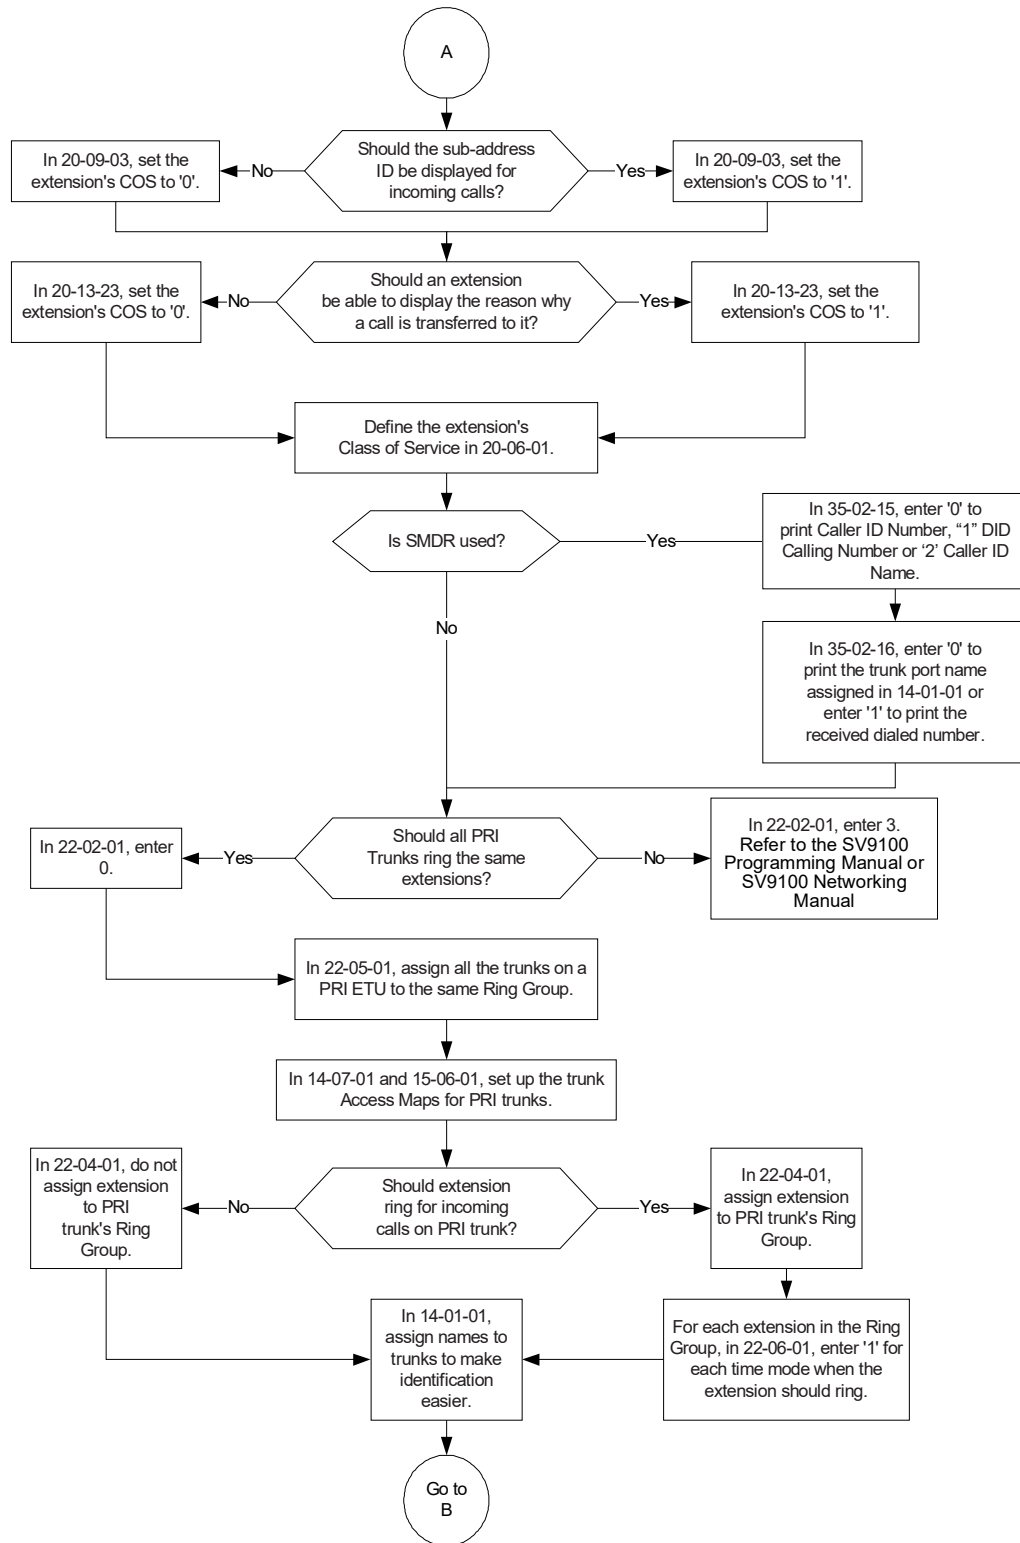 A
Should the sub-address
ID be displayed for
incoming calls?
No
Yes
In 20-09-03, set the
extension's COS to '0'.
In 20-09-03, set the
extension's COS to '1'.
Should an extension
be able to display the reason why
a call is transferred to it?
No
Yes
In 20-13-23, set the
extension's COS to '0'.
In 20-13-23, set the
extension's COS to '1'.
Define the extension's
Class of Service in 20-06-01.
Is SMDR used?
Yes
No
In 35-02-15, enter '0' to
print Caller ID Number, “1” DID
Calling Number or ‘2’ Caller ID
Name.
In 35-02-16, enter '0' to
print the trunk port name
assigned in 14-01-01 or
enter '1' to print the
received dialed number.
Should all PRI
Trunks ring the same
extensions?
Yes
No
In 22-02-01, enter
0.
In 22-02-01, enter 3.
Refer to the SV9100
Programming Manual or
SV9100 Networking
Manual
In 22-05-01, assign all the trunks on a
PRI ETU to the same Ring Group.
In 14-07-01 and 15-06-01, set up the trunk
Access Maps for PRI trunks.
Should extension
ring for incoming
calls on PRI trunk?
No
Yes
In 22-04-01, do not
assign extension
to PRI
trunk's Ring
Group.
In 22-04-01,
assign extension
to PRI trunk's Ring
Group.
For each extension in the Ring
Group, in 22-06-01, enter '1' for
each time mode when the
extension should ring.
In 14-01-01,
assign names to
trunks to make
identification
easier.
Go to
B